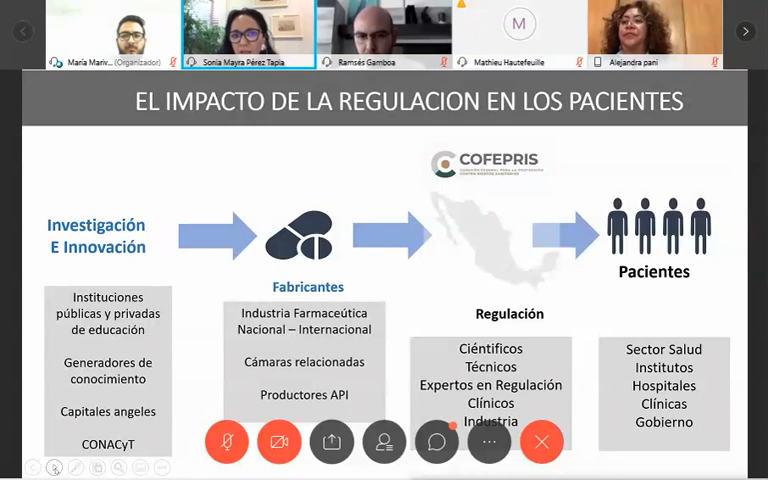 M
María Mariv... (Organizador)
Sonia Mayra Pérez Tapia
Ramsés Gamboa
Mathieu Hautefeuille
Alejandra pani
EL IMPACTO DE LA REGULACION EN LOS PACIENTES
COFEPRIS
Investigación
E Innovación
Instituciones
públicas y privadas
de educación
Generadores de
conocimiento
Capitales angeles
CONACyT
Fabricantes
Industria Farmaceútica
Nacional – Internacional
Cámaras relacionadas
Productores API
Regulación
Ciéntificos
Técnicos
Expertos en Regulación
Clínicos
Industria
Pacientes
Sector Salud
Institutos
Hospitales
Clínicas
Gobierno